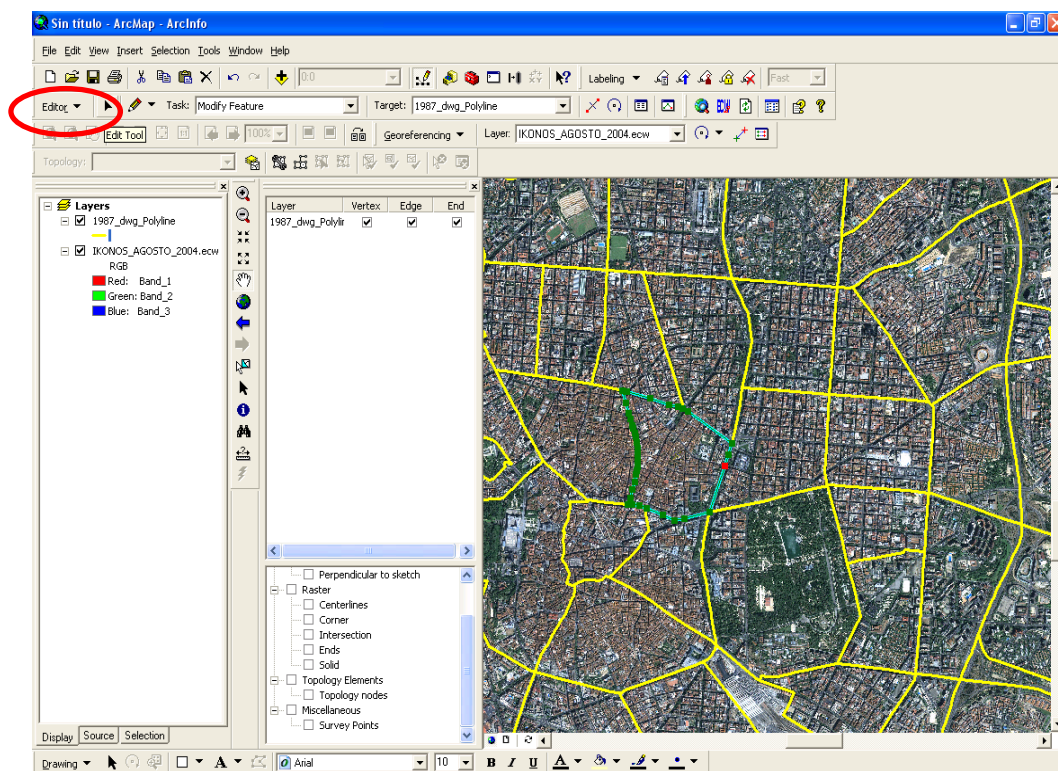 Sin título - ArcMap - ArcInfo
File Edit View Insert Selection Tools Window Help
0:0 Labeling Fast
Editor Task: Modify Feature Target: 1987_dwg_Polyline
Edit Tool 100% Georeferencing Layer: IKONOS_AGOSTO_2004.ecw
Topology:
Layers
1987_dwg_Polyline
IKONOS_AGOSTO_2004.ecw
RGB
Red: Band_1
Green: Band_2
Blue: Band_3
Layer Vertex Edge End
1987_dwg_Polylir
Perpendicular to sketch
Raster
Centerlines
Corner
Intersection
Ends
Solid
Topology Elements
Topology nodes
Miscellaneous
Survey Points
Display Source Selection
Drawing A Arial 10 B I U A